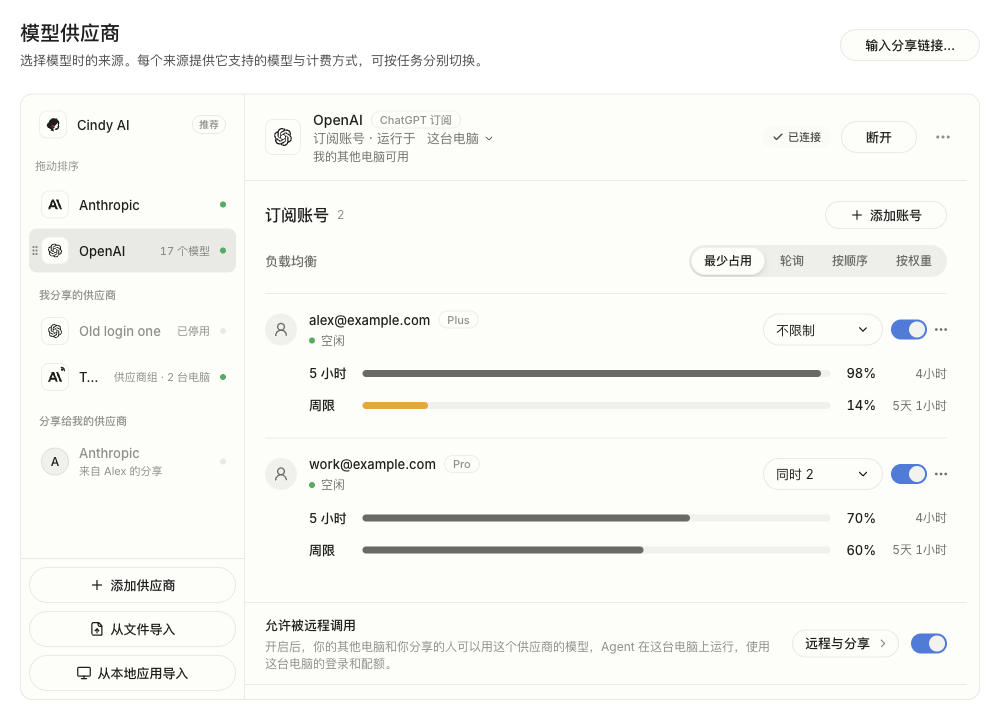 模型供应商
选择模型时的来源。每个来源提供它支持的模型与计费方式，可按任务分别切换。
输入分享链接...
Cindy AI
推荐
拖动排序
Anthropic
OpenAI
17 个模型
我分享的供应商
Old login one
已停用
T...
供应商组 · 2 台电脑
分享给我的供应商
A
Anthropic
来自 Alex 的分享
添加供应商
从文件导入
从本地应用导入
OpenAI
ChatGPT 订阅
订阅账号 · 运行于 这台电脑
我的其他电脑可用
已连接
断开
订阅账号 2
添加账号
负载均衡
最少占用
轮询
按顺序
按权重
alex@example.com
Plus
空闲
不限制
5 小时
98%
4小时
周限
14%
5天 1小时
work@example.com
Pro
空闲
同时 2
5 小时
70%
4小时
周限
60%
5天 1小时
允许被远程调用
开启后，你的其他电脑和你分享的人可以用这个供应商的模型，Agent 在这台电脑上运行，使用
这台电脑的登录和配额。
远程与分享